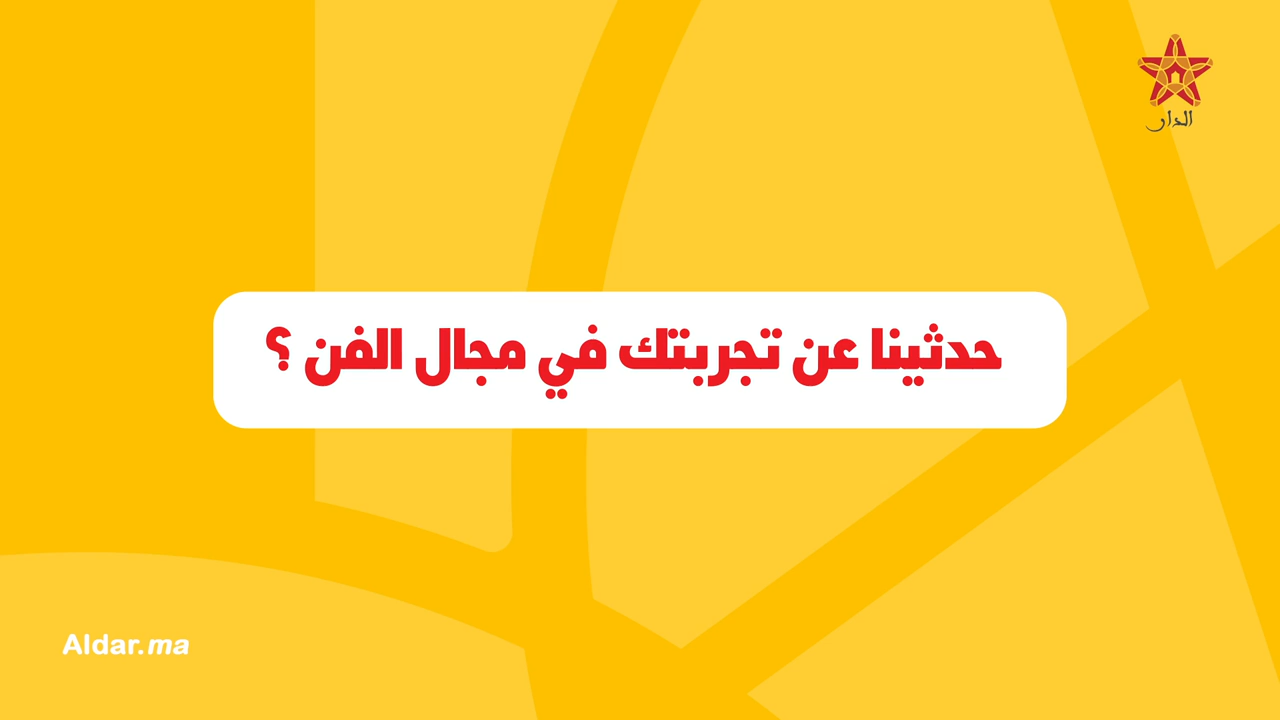 الدار
حدثينا عن تجربتك في مجال الفن ؟
Aldar.ma